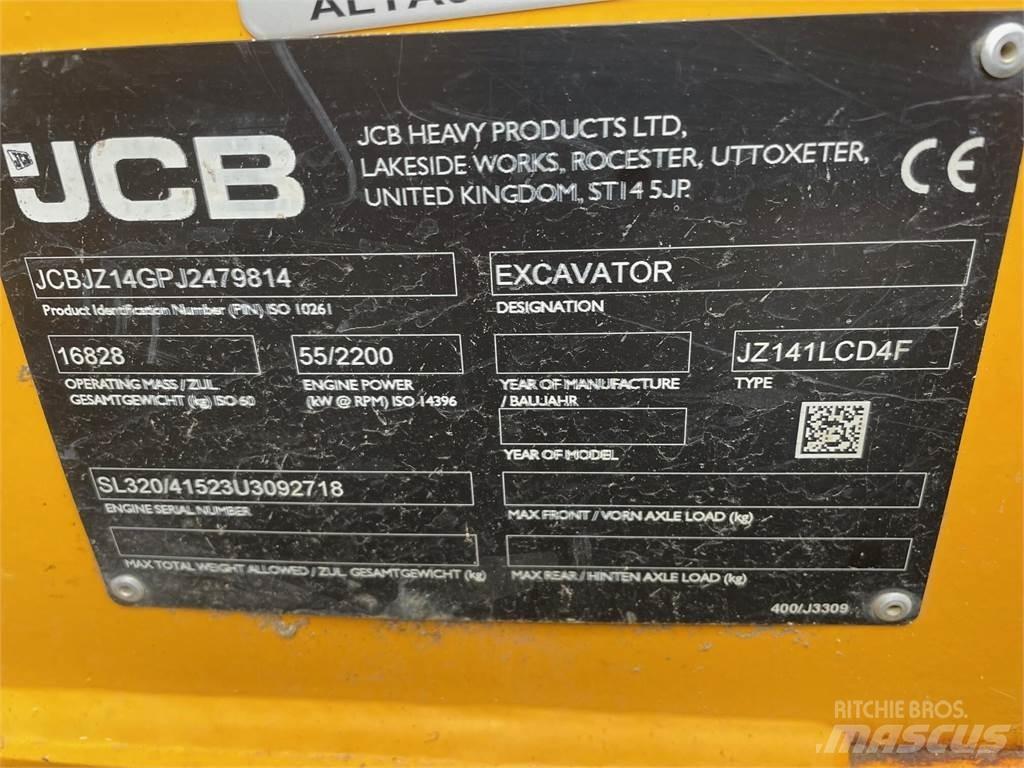 JCB
JCB HEAVY PRODUCTS LTD,
LAKESIDE WORKS, ROCESTER, UTTOXETER,
UNITED KINGDOM, ST14 5JP.
CE
JCBJZ14GPJ2479814
Product Identification Number (PIN) ISO 10261
EXCAVATOR
DESIGNATION
16828
OPERATING MASS / ZUL.
GESAMTGEWICHT (kg) ISO 60
55/2200
ENGINE POWER
(kW @ RPM) ISO 14396
YEAR OF MANUFACTURE
/ BAUJAHR
JZ141LCD4F
TYPE
YEAR OF MODEL
SL320/41523U3092718
ENGINE SERIAL NUMBER
MAX FRONT / VORN AXLE LOAD (kg)
MAX TOTAL WEIGHT ALLOWED / ZUL. GESAMTGEWICHT (kg)
MAX REAR / HINTEN AXLE LOAD (kg)
400/J3309
RITCHIE BROS.
MASCUS